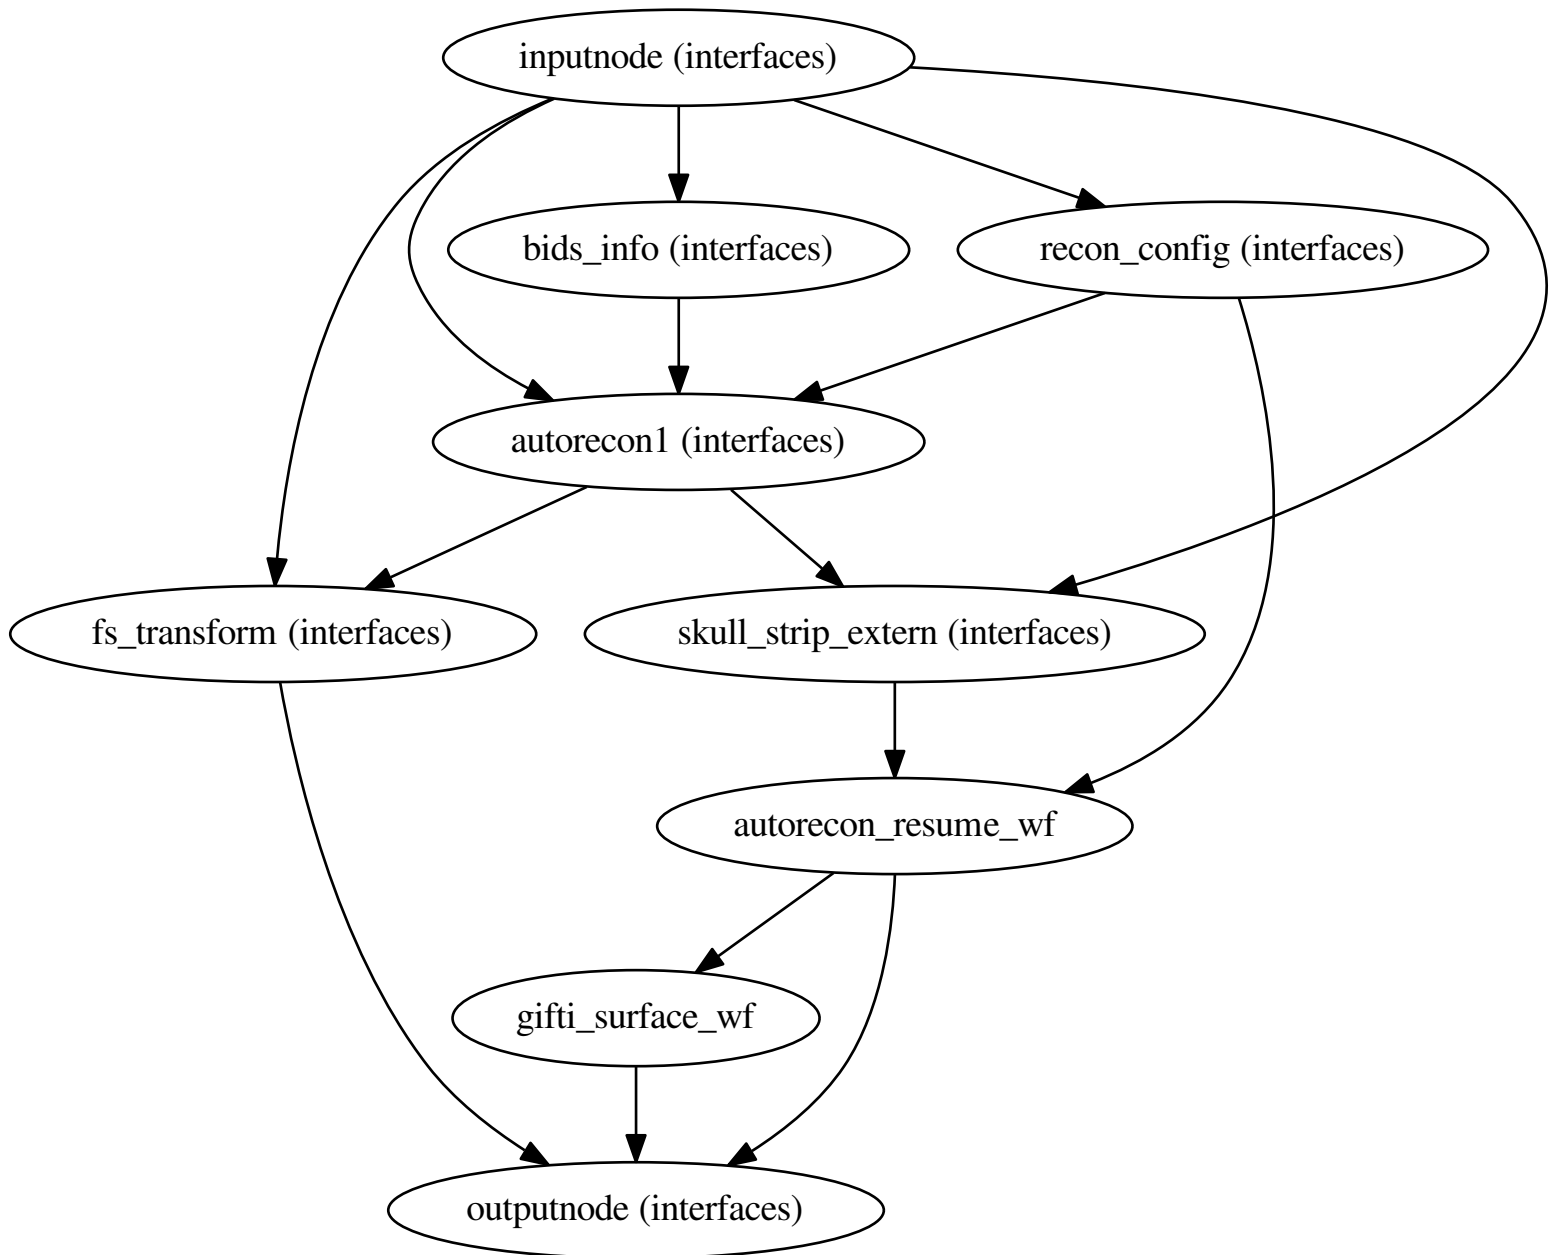 inputnode (interfaces)
bids_info (interfaces)
recon_config (interfaces)
autorecon1 (interfaces)
fs_transform (interfaces)
skull_strip_extern (interfaces)
autorecon_resume_wf
gifti_surface_wf
outputnode (interfaces)